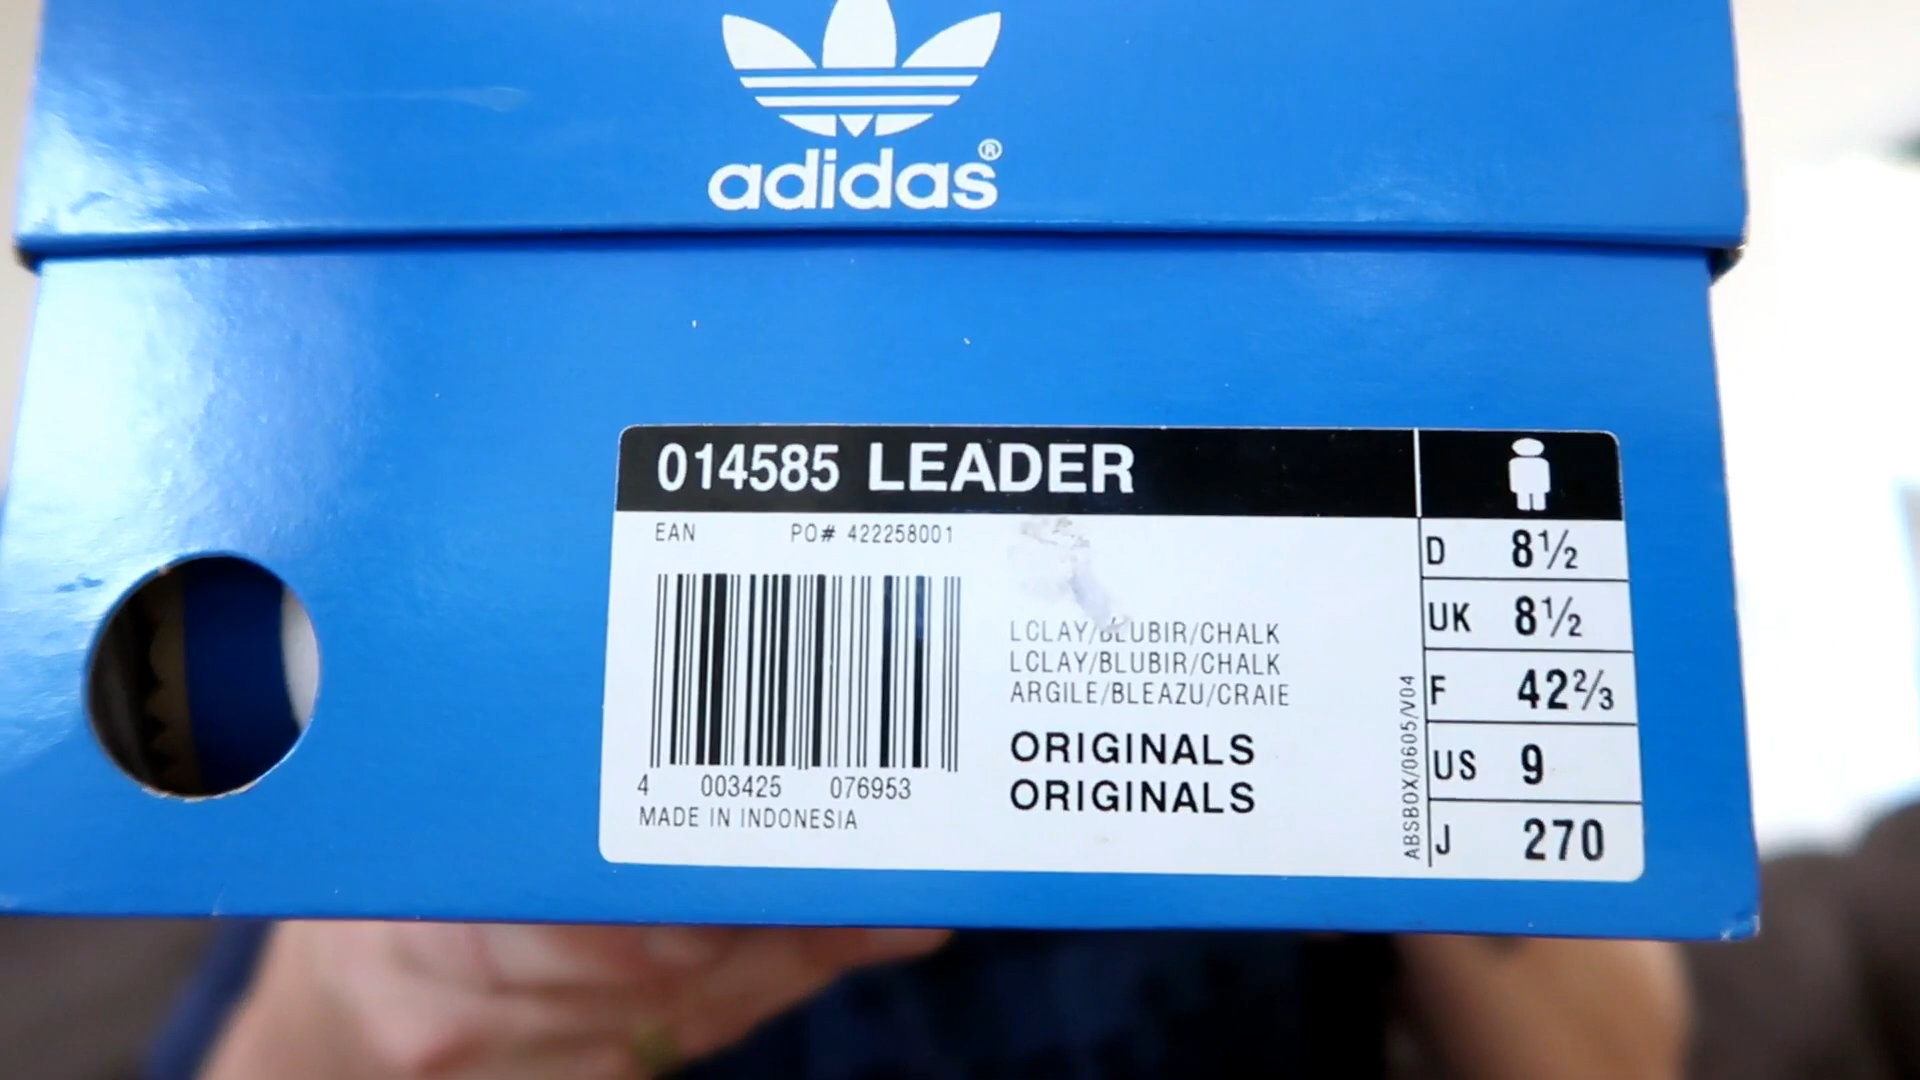 adidas®
014585 LEADER
EAN PO# 422258001
LCLAY/BLUBIR/CHALK
LCLAY/BLUBIR/CHALK
ARGILE/BLEAZU/CRAIE
ORIGINALS
ORIGINALS
4 003425 076953
MADE IN INDONESIA
ABSBOX/0605/V04
D 8½
UK 8½
F 42⅔
US 9
J 270